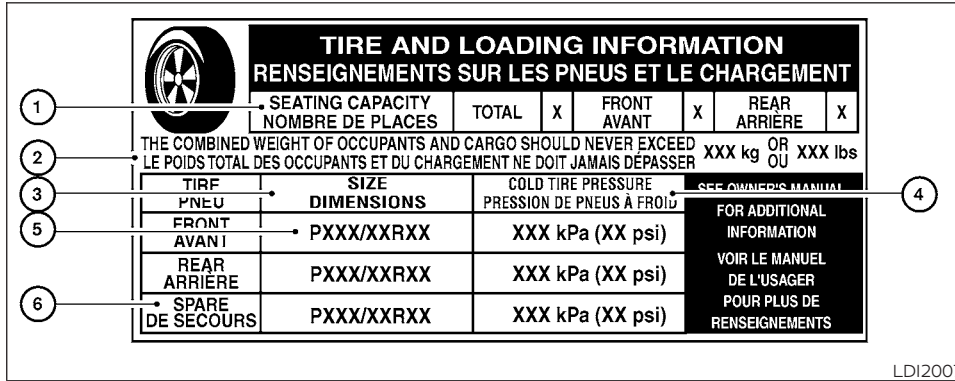 TIRE AND LOADING INFORMATION
RENSEIGNEMENTS SUR LES PNEUS ET LE CHARGEMENT
1
SEATING CAPACITY TOTAL X FRONT X REAR X
NOMBRE DE PLACES AVANT ARRIÈRE
2
THE COMBINED WEIGHT OF OCCUPANTS AND CARGO SHOULD NEVER EXCEED XXX kg OR XXX lbs
LE POIDS TOTAL DES OCCUPANTS ET DU CHARGEMENT NE DOIT JAMAIS DÉPASSER OU
3
TIRE SIZE COLD TIRE PRESSURE
PNEU DIMENSIONS PRESSION DE PNEUS À FROID
4
5
FRONT PXXX/XXRXX XXX kPa (XX psi)
AVANT
REAR PXXX/XXRXX XXX kPa (XX psi)
ARRIÈRE
6
SPARE PXXX/XXRXX XXX kPa (XX psi)
DE SECOURS
SEE OWNER'S MANUAL
FOR ADDITIONAL
INFORMATION
VOIR LE MANUEL
DE L'USAGER
POUR PLUS DE
RENSEIGNEMENTS